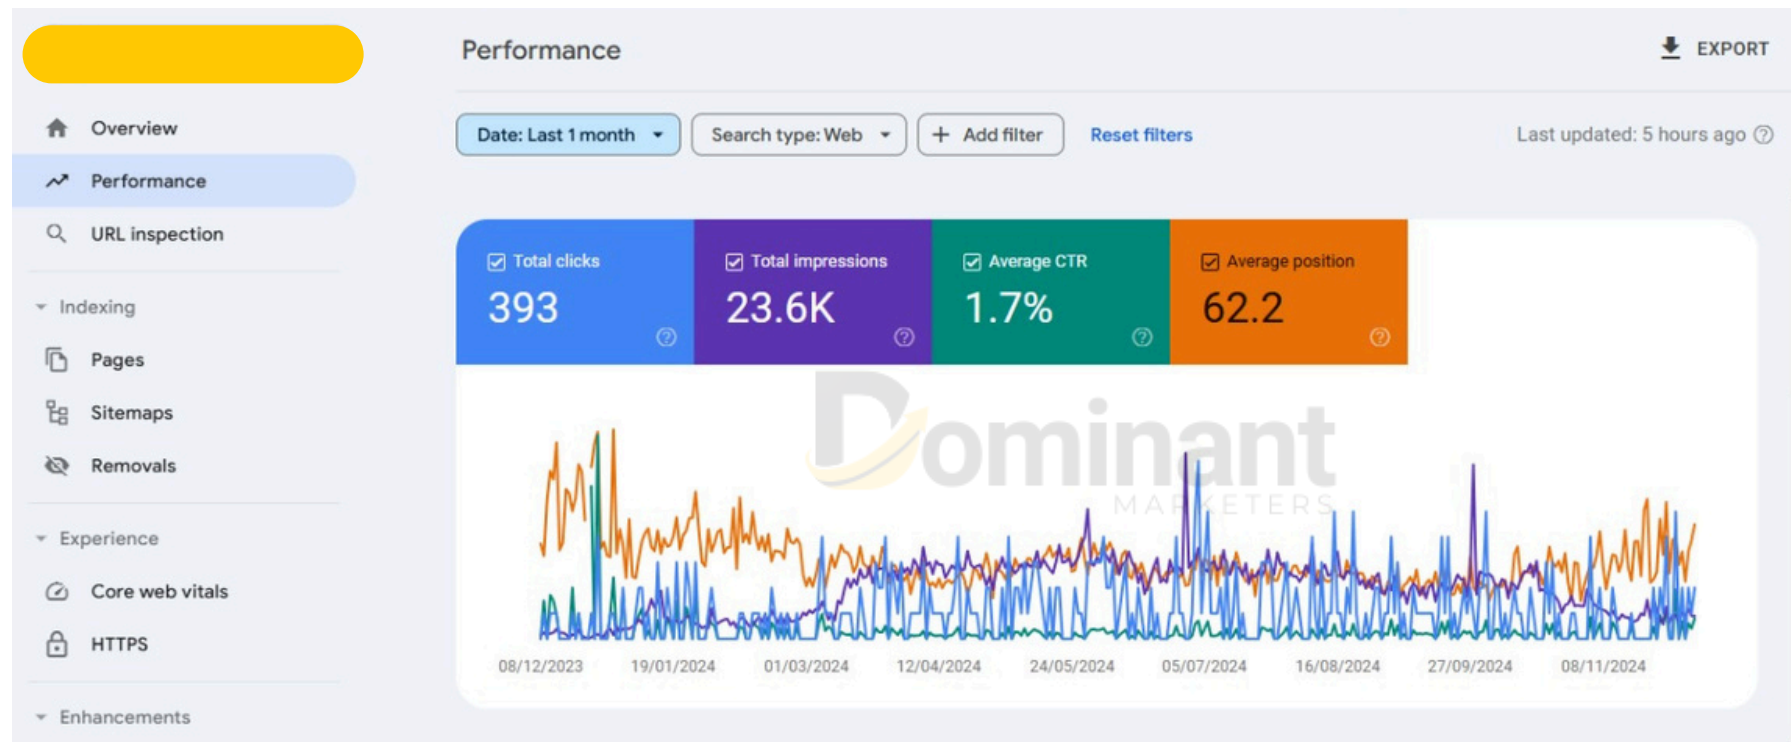 Performance
EXPORT
Overview
Performance
URL inspection
Indexing
Pages
Sitemaps
Removals
Experience
Core web vitals
HTTPS
Enhancements
Date: Last 1 month
Search type: Web
+ Add filter
Reset filters
Last updated: 5 hours ago
Total clicks
393
Total impressions
23.6K
Average CTR
1.7%
Average position
62.2
Dominant
MARKETERS
08/12/2023 19/01/2024 01/03/2024 12/04/2024 24/05/2024 05/07/2024 16/08/2024 27/09/2024 08/11/2024